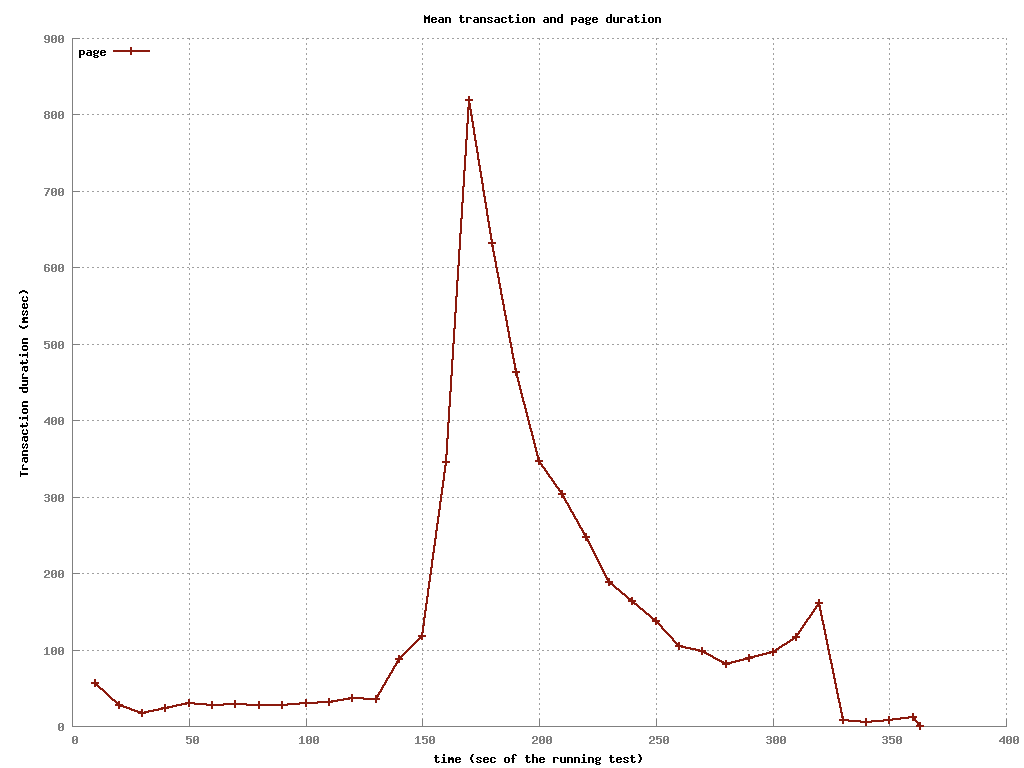 Mean transaction and page duration
page
900
800
700
600
500
400
300
200
100
0
Transaction duration (msec)
0 50 100 150 200 250 300 350 400
time (sec of the running test)